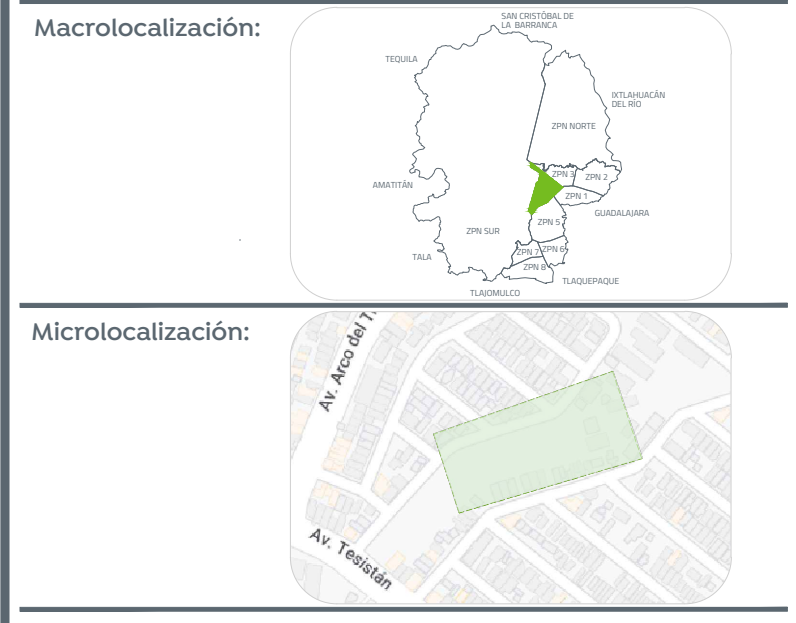 Macrolocalización:
SAN CRISTÓBAL DE
LA BARRANCA
TEQUILA
IXTLAHUACÁN
DEL RÍO
ZPN NORTE
ZPN 3
ZPN 2
AMATITÁN
ZPN 1
GUADALAJARA
ZPN 5
ZPN SUR
ZPN 7
ZPN 6
TALA
ZPN 8
TLAQUEPAQUE
TLAJOMULCO
Microlocalización:
Av. Arco del
Av. Tesistán